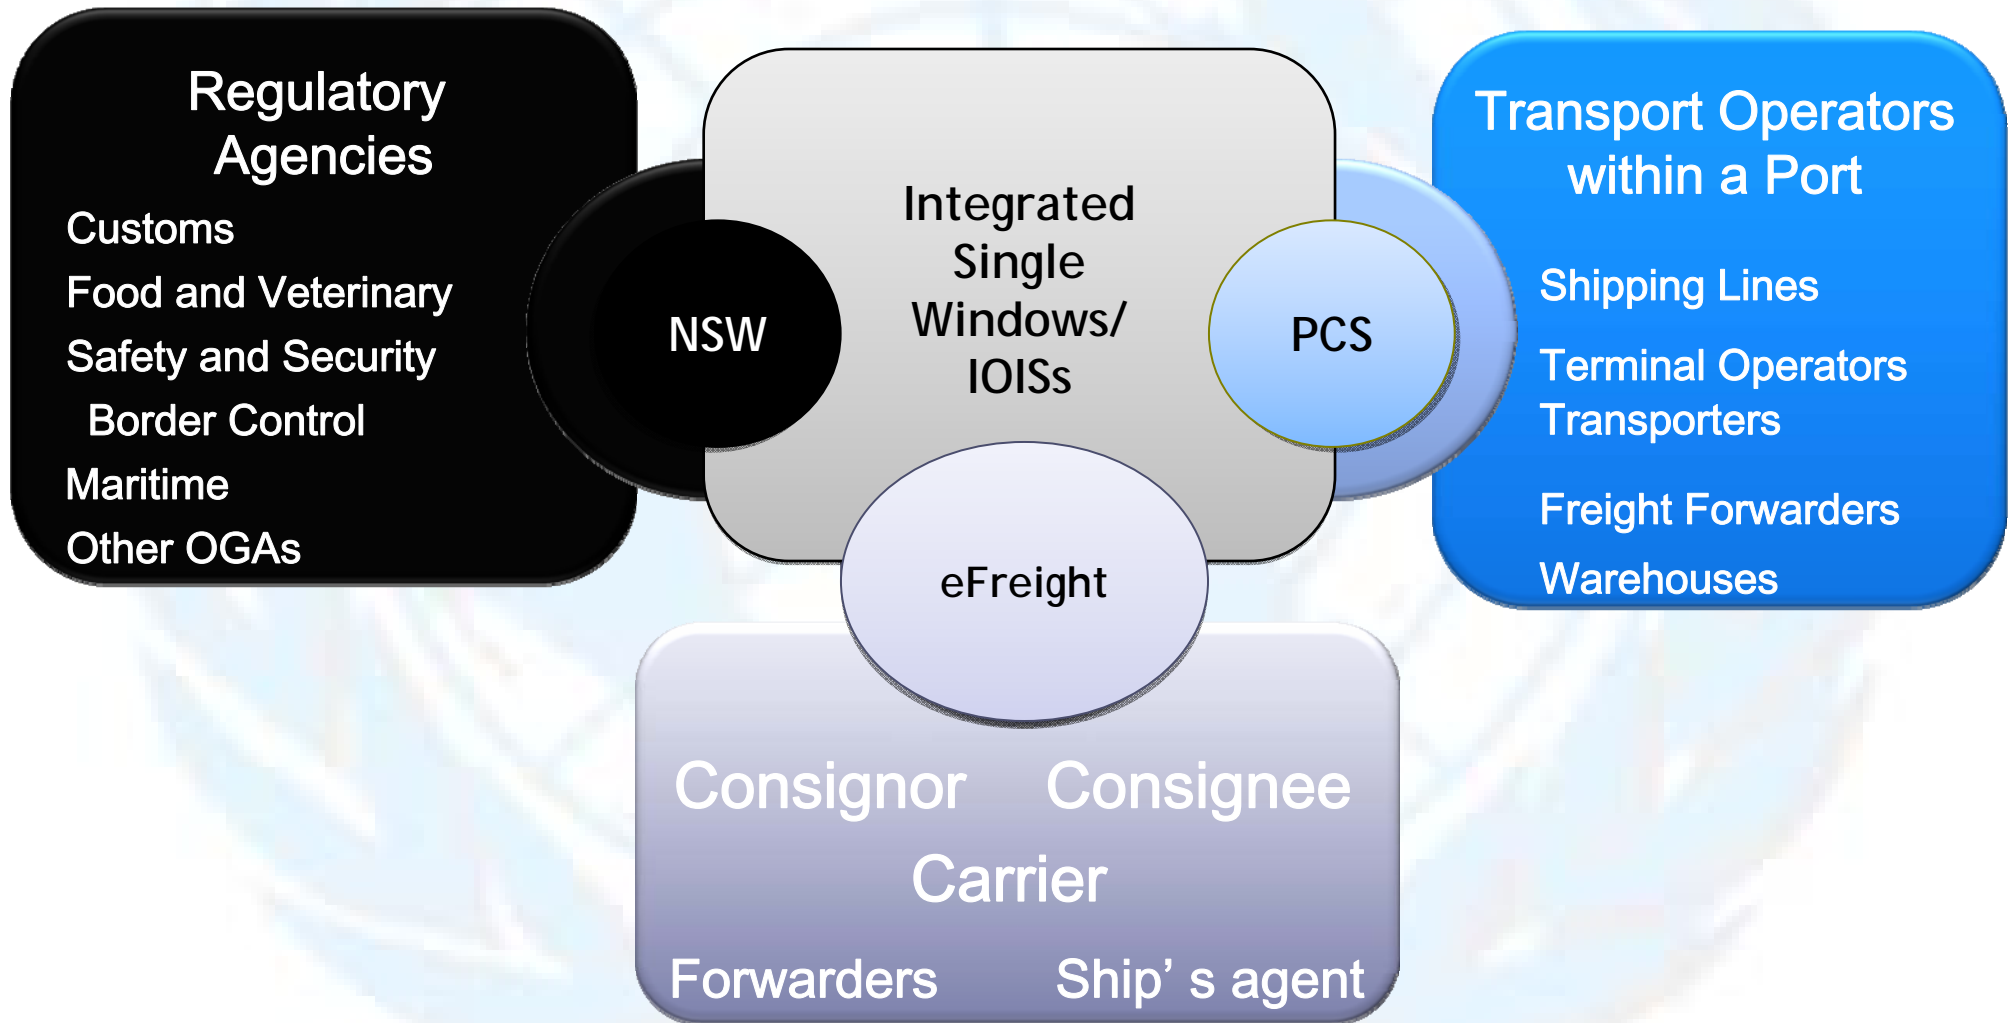 Regulatory
Agencies
Customs
Food and Veterinary
Safety and Security
Border Control
Maritime
Other OGAs
NSW
Integrated
Single
Windows/
IOISs
PCS
Transport Operators
within a Port
Shipping Lines
Terminal Operators
Transporters
Freight Forwarders
Warehouses
eFreight
Consignor Consignee
Carrier
Forwarders Ship’ s agent